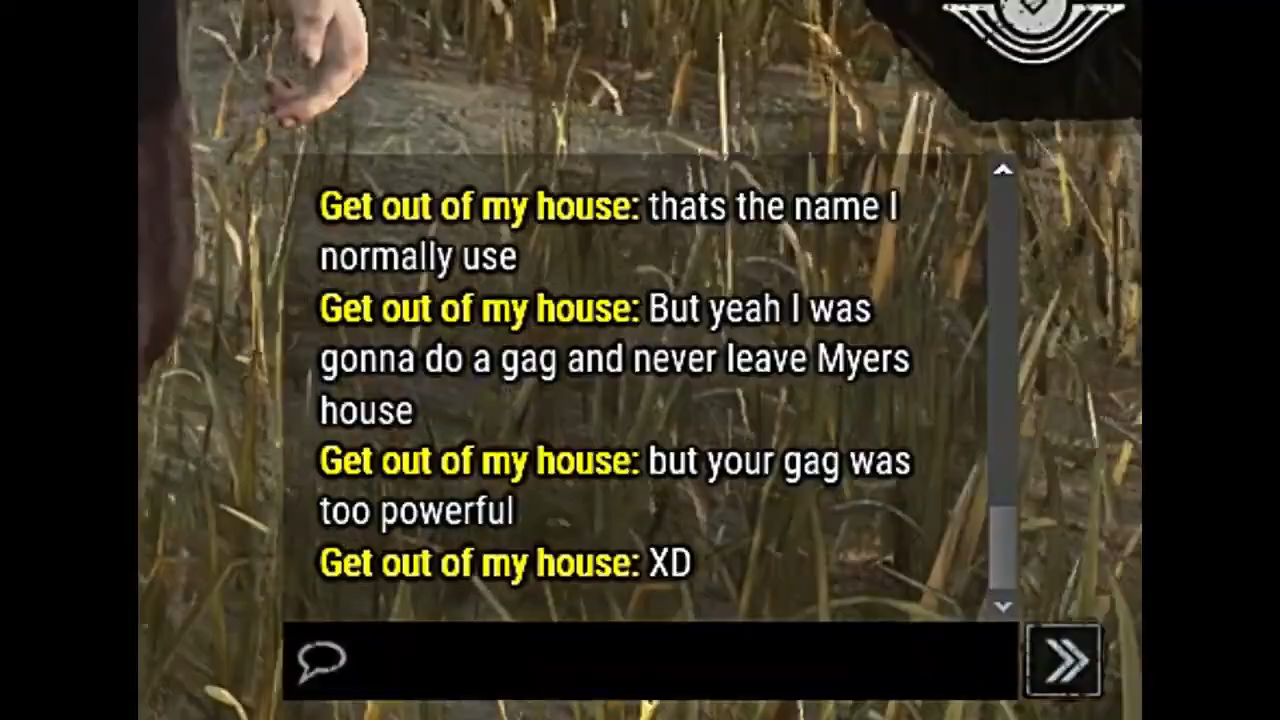 Get out of my house: thats the name I
normally use
Get out of my house: But yeah I was
gonna do a gag and never leave Myers
house
Get out of my house: but your gag was
too powerful
Get out of my house: XD